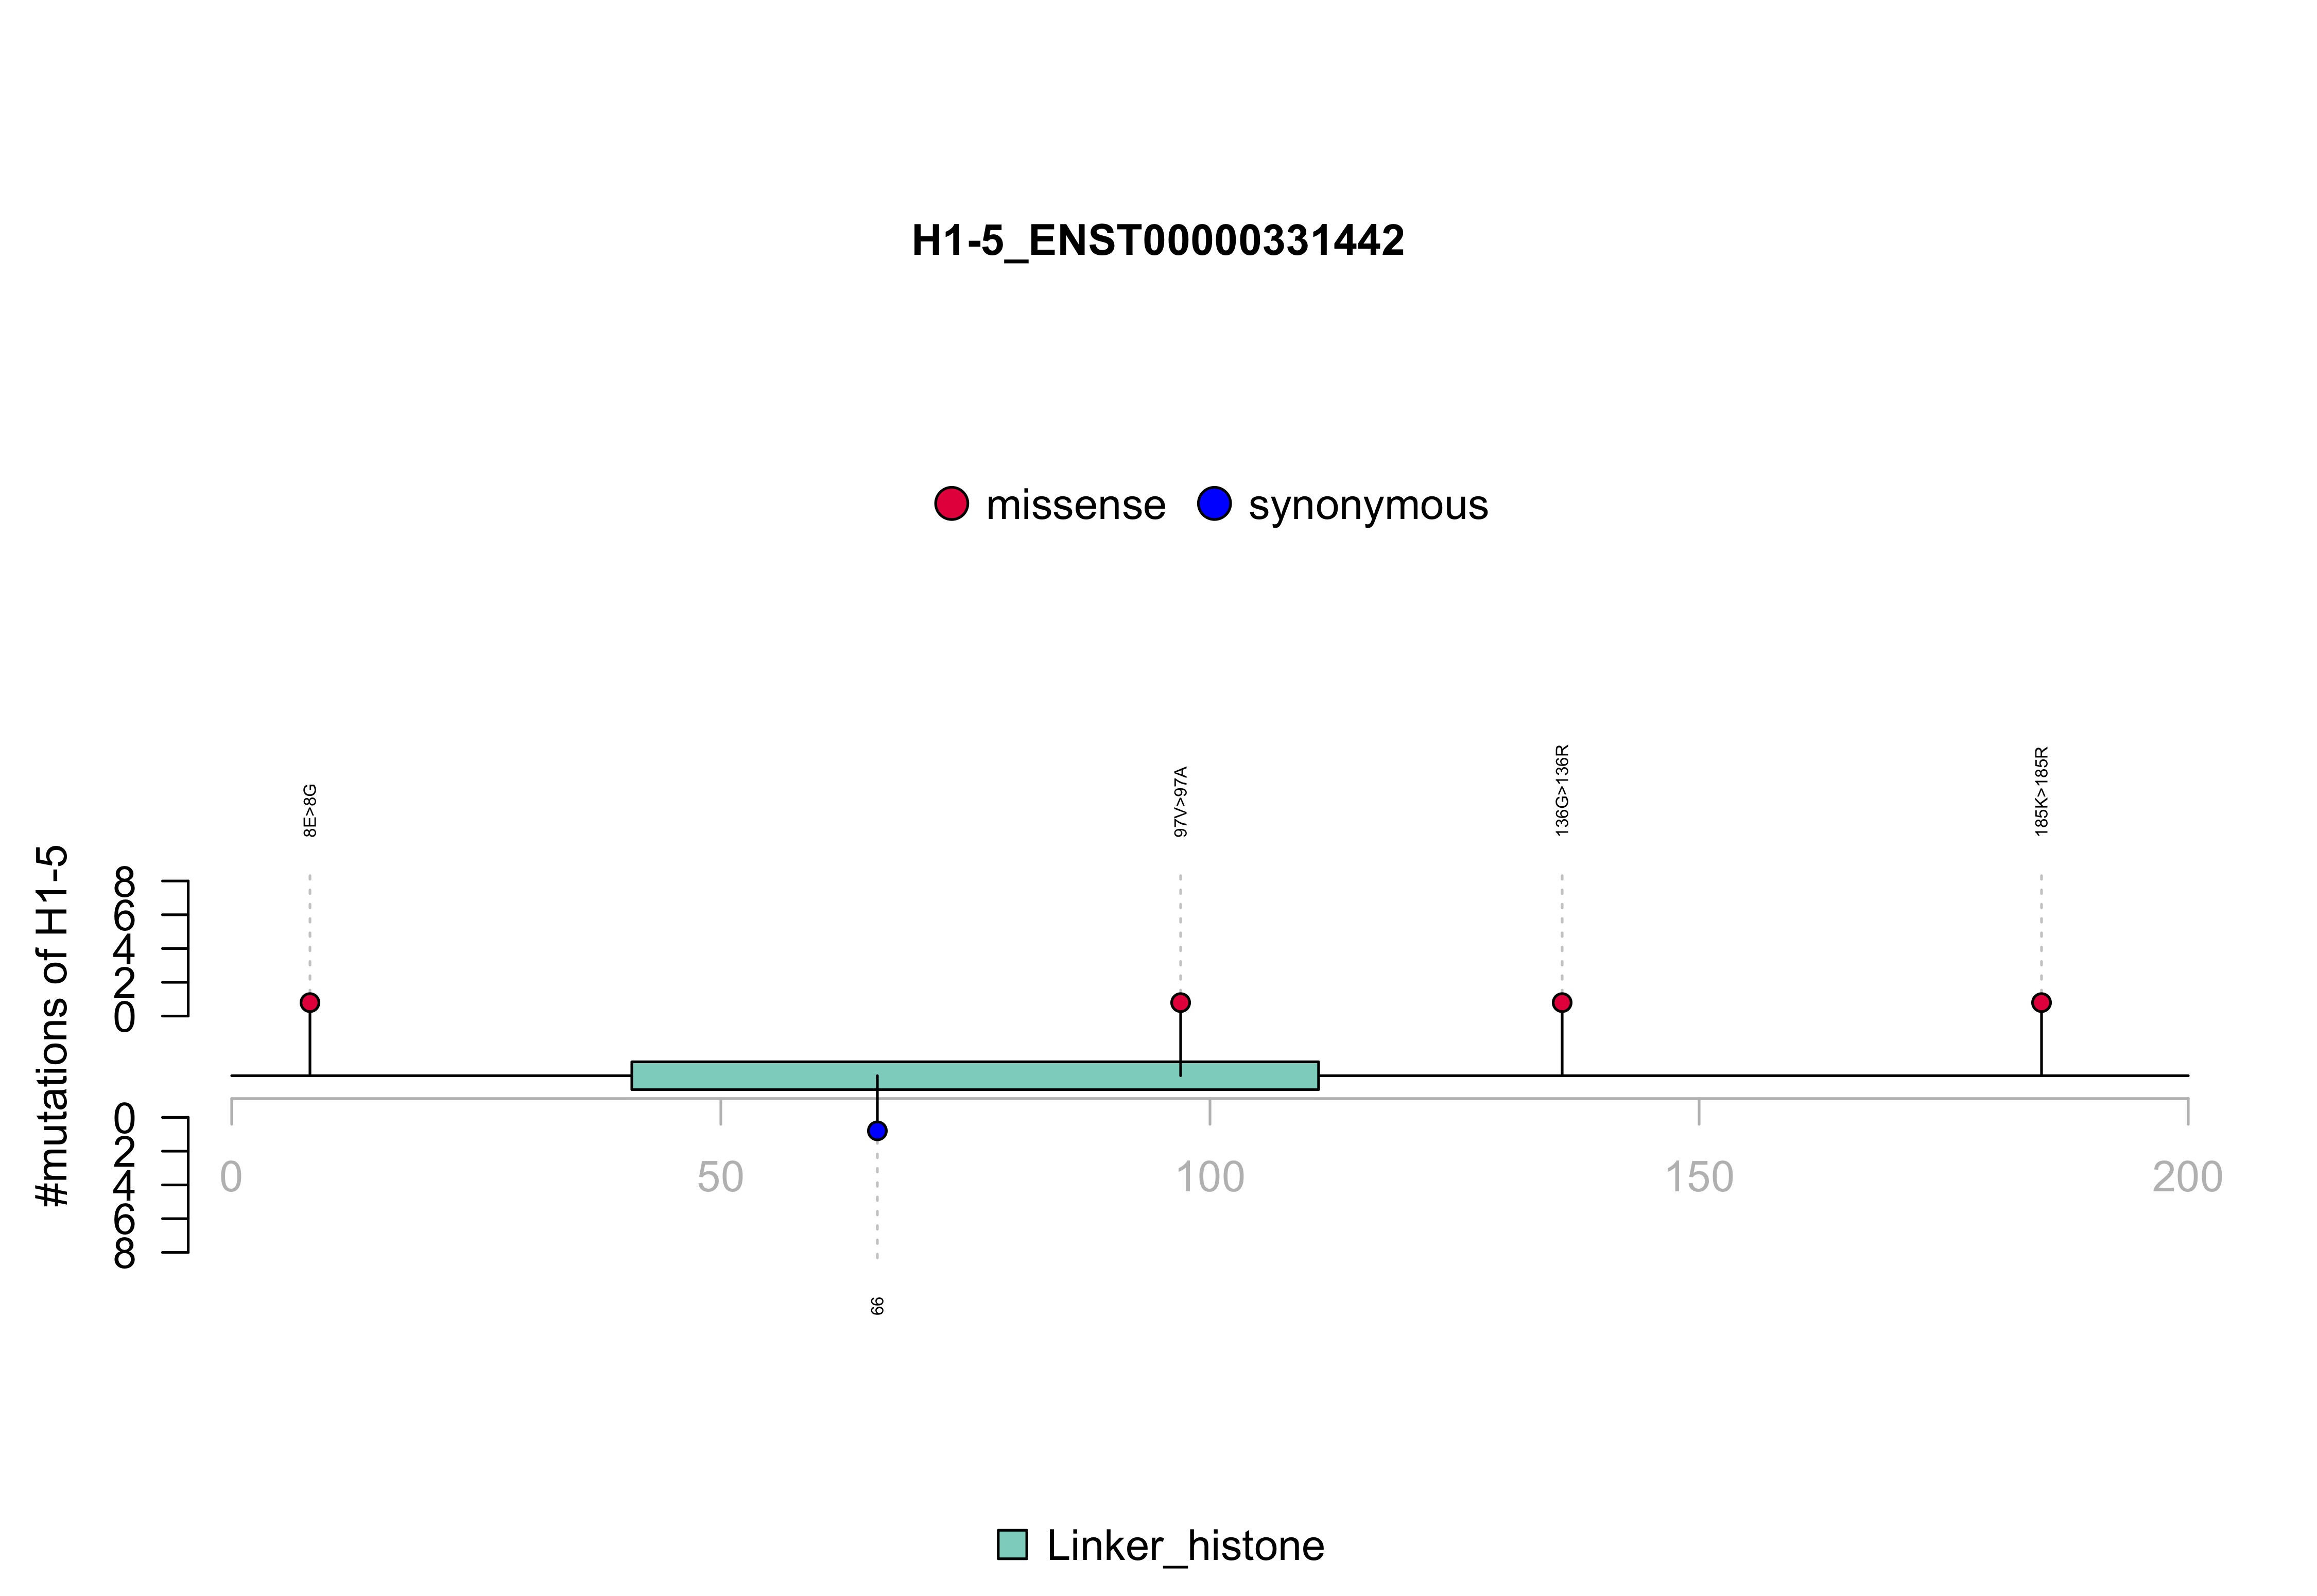 H1-5_ENST00000331442
missense synonymous
8E>8G
97V>97A
136G>136R
185K>185R
#mutations of H1-5
8
6
4
2
0
0
2
4
6
8
0 50 100 150 200
66
Linker_histone